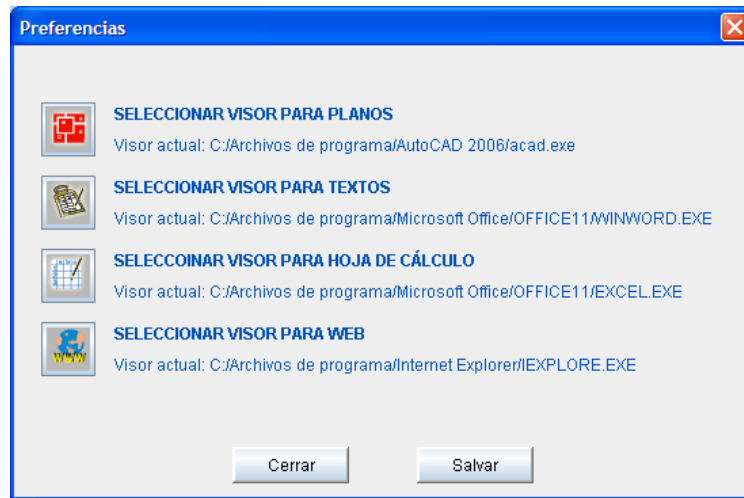 Preferencias
SELECCIONAR VISOR PARA PLANOS
Visor actual: C:/Archivos de programa/AutoCAD 2006/acad.exe
SELECCIONAR VISOR PARA TEXTOS
Visor actual: C:/Archivos de programa/Microsoft Office/OFFICE11/WINWORD.EXE
SELECCOINAR VISOR PARA HOJA DE CÁLCULO
Visor actual: C:/Archivos de programa/Microsoft Office/OFFICE11/EXCEL.EXE
SELECCIONAR VISOR PARA WEB
Visor actual: C:/Archivos de programa/Internet Explorer/IEXPLORE.EXE
Cerrar Salvar